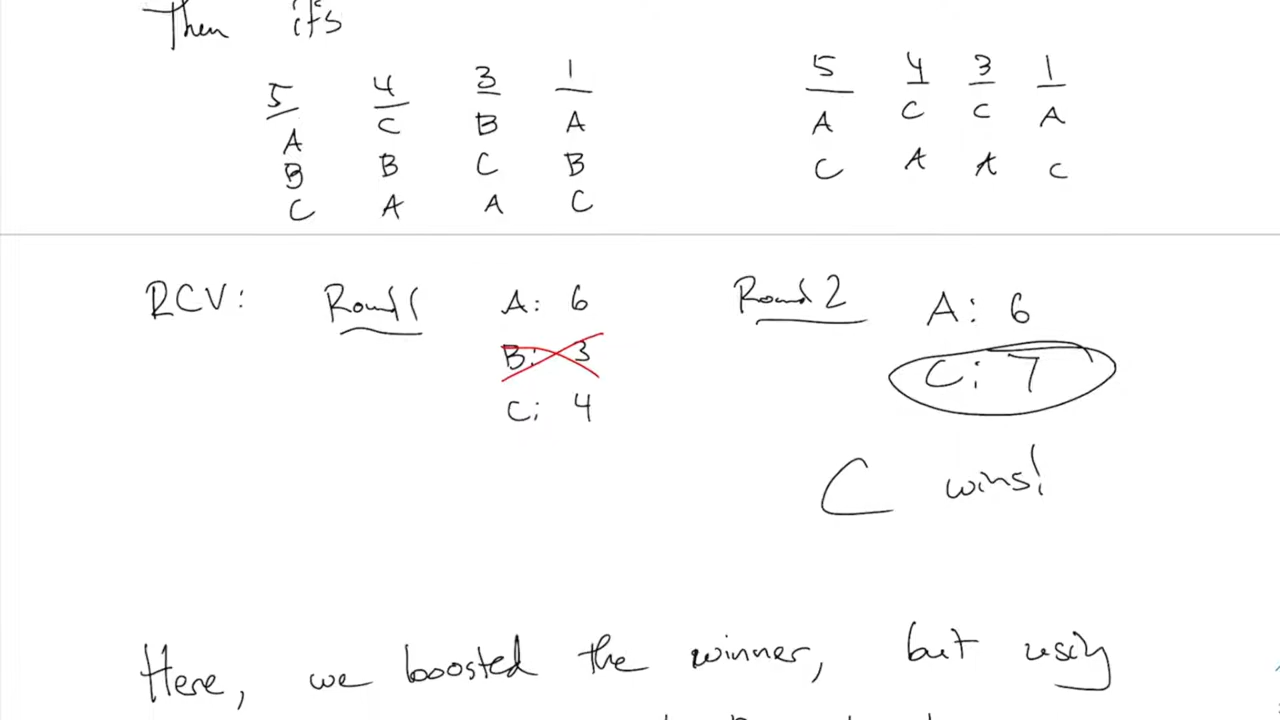 Then it's
5 4 3 1 5 4 3 1
A C B A A C C A
B B C B C A A C
C A A C
RCV: Round 1 A: 6 Round 2 A: 6
B: 3 C: 7
C: 4
C wins!
Here, we boosted the winner, but using